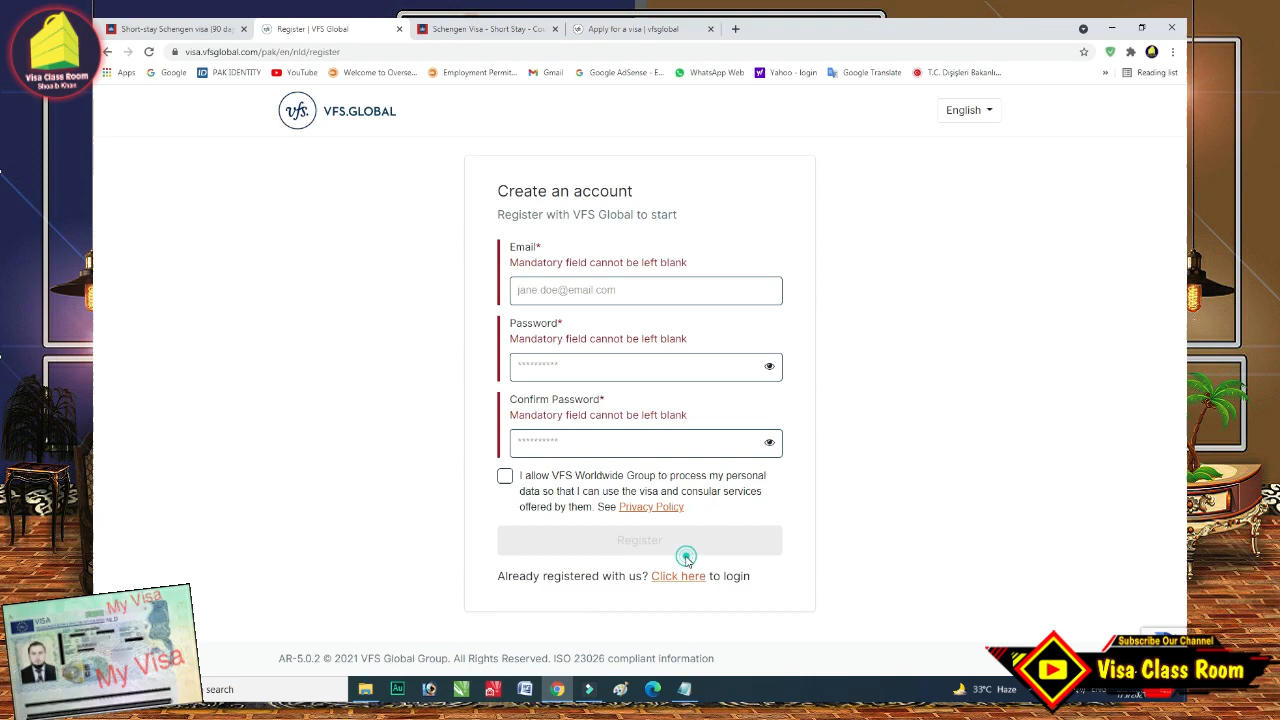 Short-stay Schengen visa (90 da
Register | VFS Global
Schengen Visa - Short Stay - Cou
Apply for a visa | vfsglobal
visa.vfsglobal.com/pak/en/nld/register
Apps
Google
PAK IDENTITY
YouTube
Welcome to Overse...
Employment Permit...
Gmail
Google AdSense - E...
WhatsApp Web
Yahoo - login
Google Translate
T.C. Dışişleri Bakanlı...
Reading list
Visa Class Room
Shoaib Khan
vfs.
VFS.GLOBAL
English
Create an account
Register with VFS Global to start
Email*
Mandatory field cannot be left blank
jane.doe@email.com
Password*
Mandatory field cannot be left blank
**********
Confirm Password*
Mandatory field cannot be left blank
**********
I allow VFS Worldwide Group to process my personal
data so that I can use the visa and consular services
offered by them. See Privacy Policy
Register
Already registered with us? Click here to login
AR-5.0.2 © 2021 VFS Global Group. All Rights Reserved. ISO 23026 compliant information
VISA
NLD
My Visa
My Visa
search
33°C Haze
Subscribe Our Channel
Visa Class Room